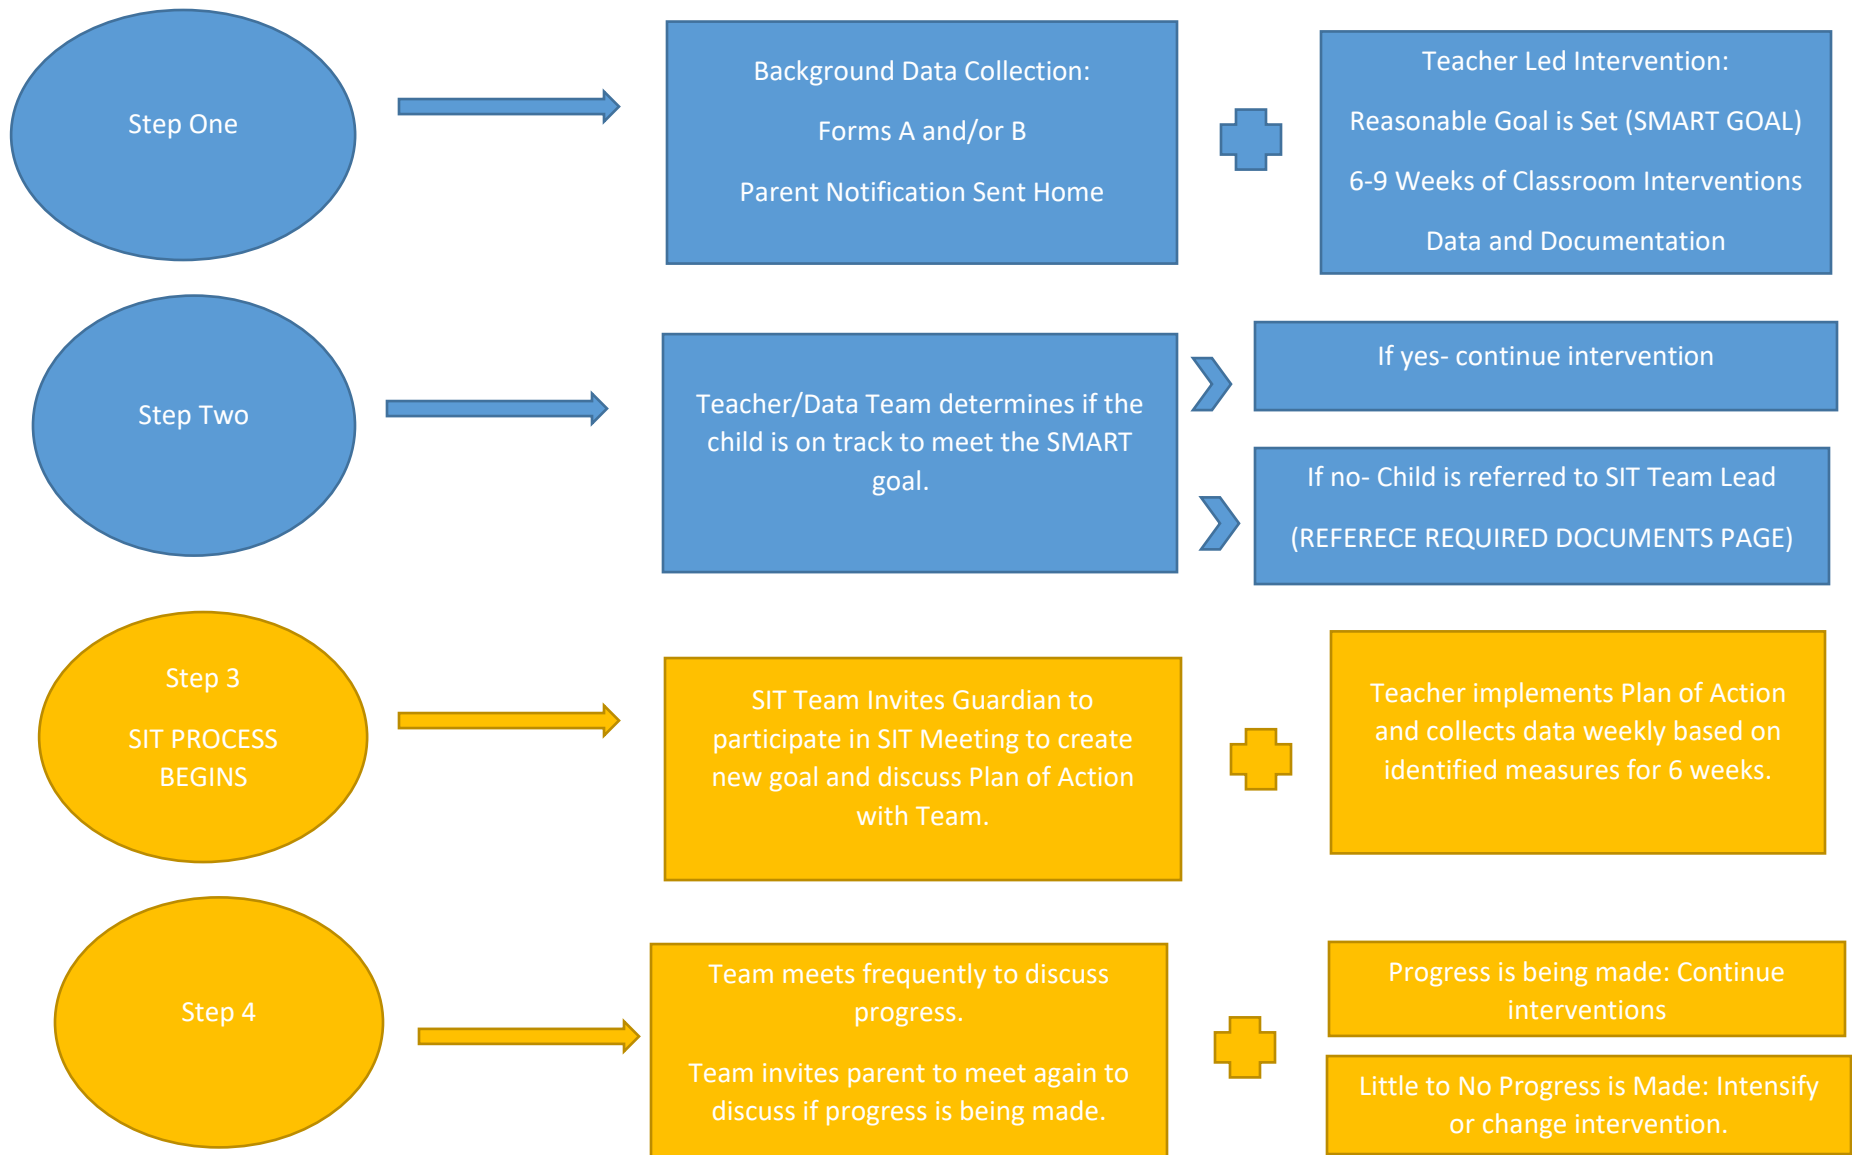 Step One
Background Data Collection:
Forms A and/or B
Parent Notification Sent Home
Teacher Led Intervention:
Reasonable Goal is Set (SMART GOAL)
6-9 Weeks of Classroom Interventions
Data and Documentation
Step Two
Teacher/Data Team determines if the
child is on track to meet the SMART
goal.
If yes- continue intervention
If no- Child is referred to SIT Team Lead
(REFERECE REQUIRED DOCUMENTS PAGE)
Step 3
SIT PROCESS
BEGINS
SIT Team Invites Guardian to
participate in SIT Meeting to create
new goal and discuss Plan of Action
with Team.
Teacher implements Plan of Action
and collects data weekly based on
identified measures for 6 weeks.
Step 4
Team meets frequently to discuss
progress.
Team invites parent to meet again to
discuss if progress is being made.
Progress is being made: Continue
interventions
Little to No Progress is Made: Intensify
or change intervention.